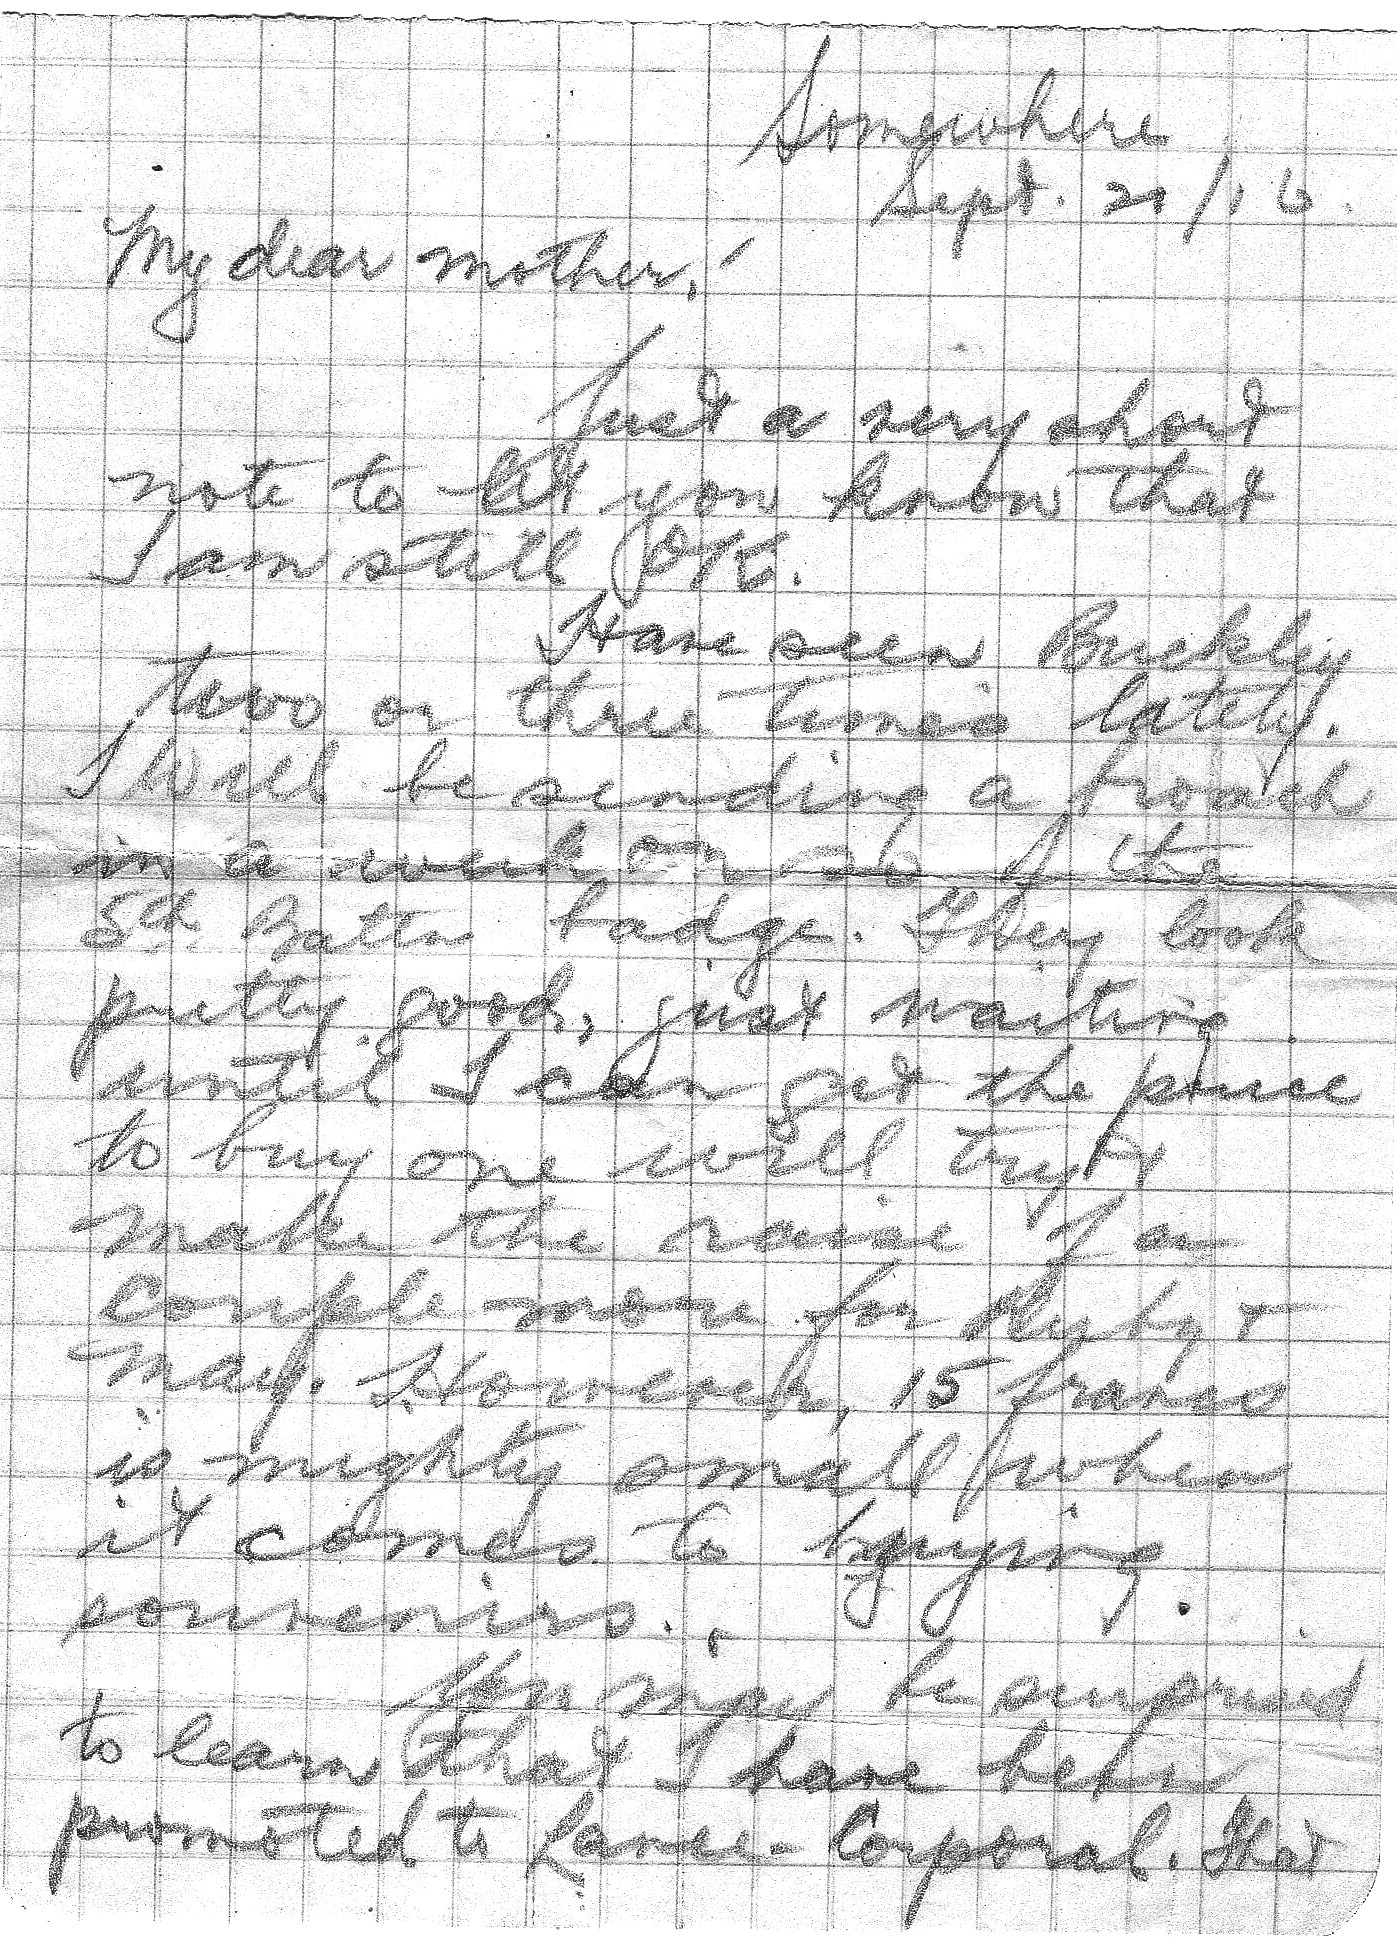 Somewhere
Sept. 21/16.
My dear mother,
Just a very short
note to let you know that
I am still O.K.
Have seen Buckley
two or three times lately.
I will be sending a broach
in a week or so of the
5th Battn badge. They look
pretty good, just waiting
until I can get the price
to buy one will try &
make the raise of a
couple more for Ruby &
May. However, 15 francs
is mighty small when
it comes to buying
souvenirs.
You may be surprised
to learn that I have been
promoted to Lance-Corporal. That